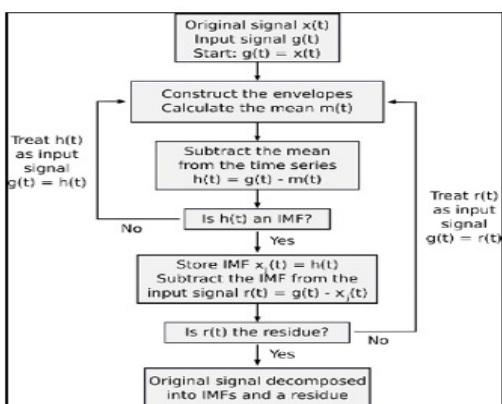 Original signal x(t)
Input signal g(t)
Start: g(t) = x(t)
Construct the envelopes
Calculate the mean m(t)
Treat h(t)
as input
signal
g(t) = h(t)
Subtract the mean
from the time series
h(t) = g(t) - m(t)
Treat r(t)
as input
signal
g(t) = r(t)
Is h(t) an IMF?
No
Yes
Store IMF xj(t) = h(t)
Subtract the IMF from the
input signal r(t) = g(t) - xj(t)
Is r(t) the residue?
No
Yes
Original signal decomposed
into IMFs and a residue